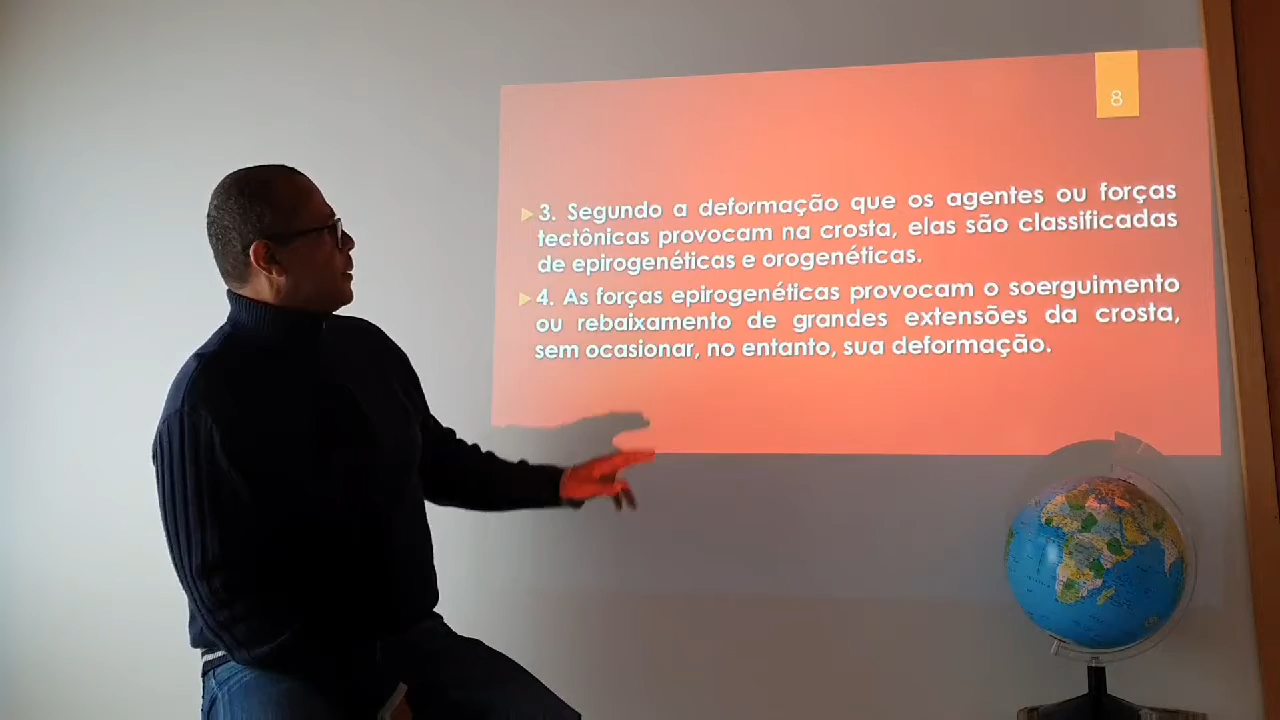 8
3. Segundo a deformação que os agentes ou forças
tectônicas provocam na crosta, elas são classificadas
de epirogenéticas e orogenéticas.
4. As forças epirogenéticas provocam o soerguimento
ou rebaixamento de grandes extensões da crosta,
sem ocasionar, no entanto, sua deformação.